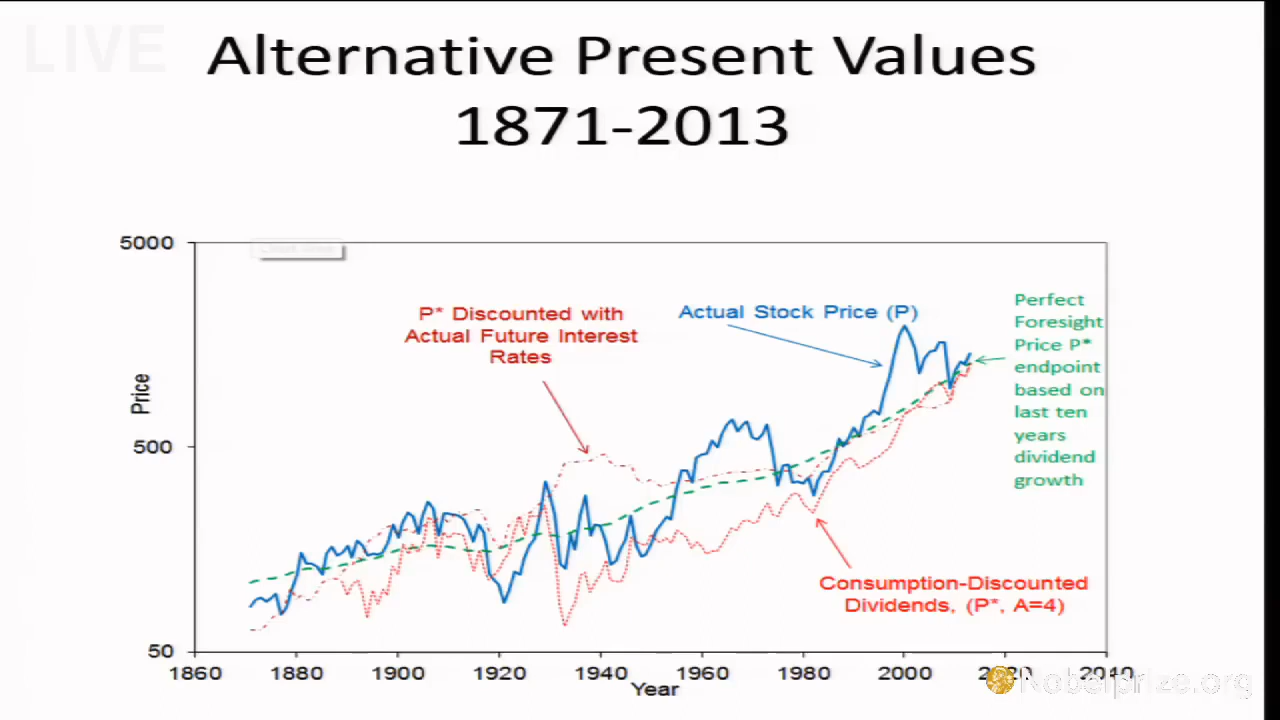 LIVE
Alternative Present Values
1871-2013
5000
500
50
Price
P* Discounted with
Actual Future Interest
Rates
Actual Stock Price (P)
Perfect
Foresight
Price P*
endpoint
based on
last ten
years
dividend
growth
Consumption-Discounted
Dividends, (P*, A=4)
1860 1880 1900 1920 1940 1960 1980 2000 2020 2040
Year
Nobelprize.org